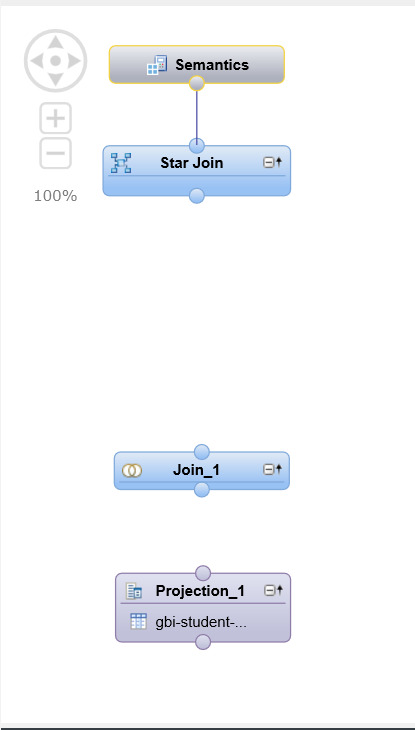 Semantics
Star Join
100%
Join_1
Projection_1
gbi-student-...